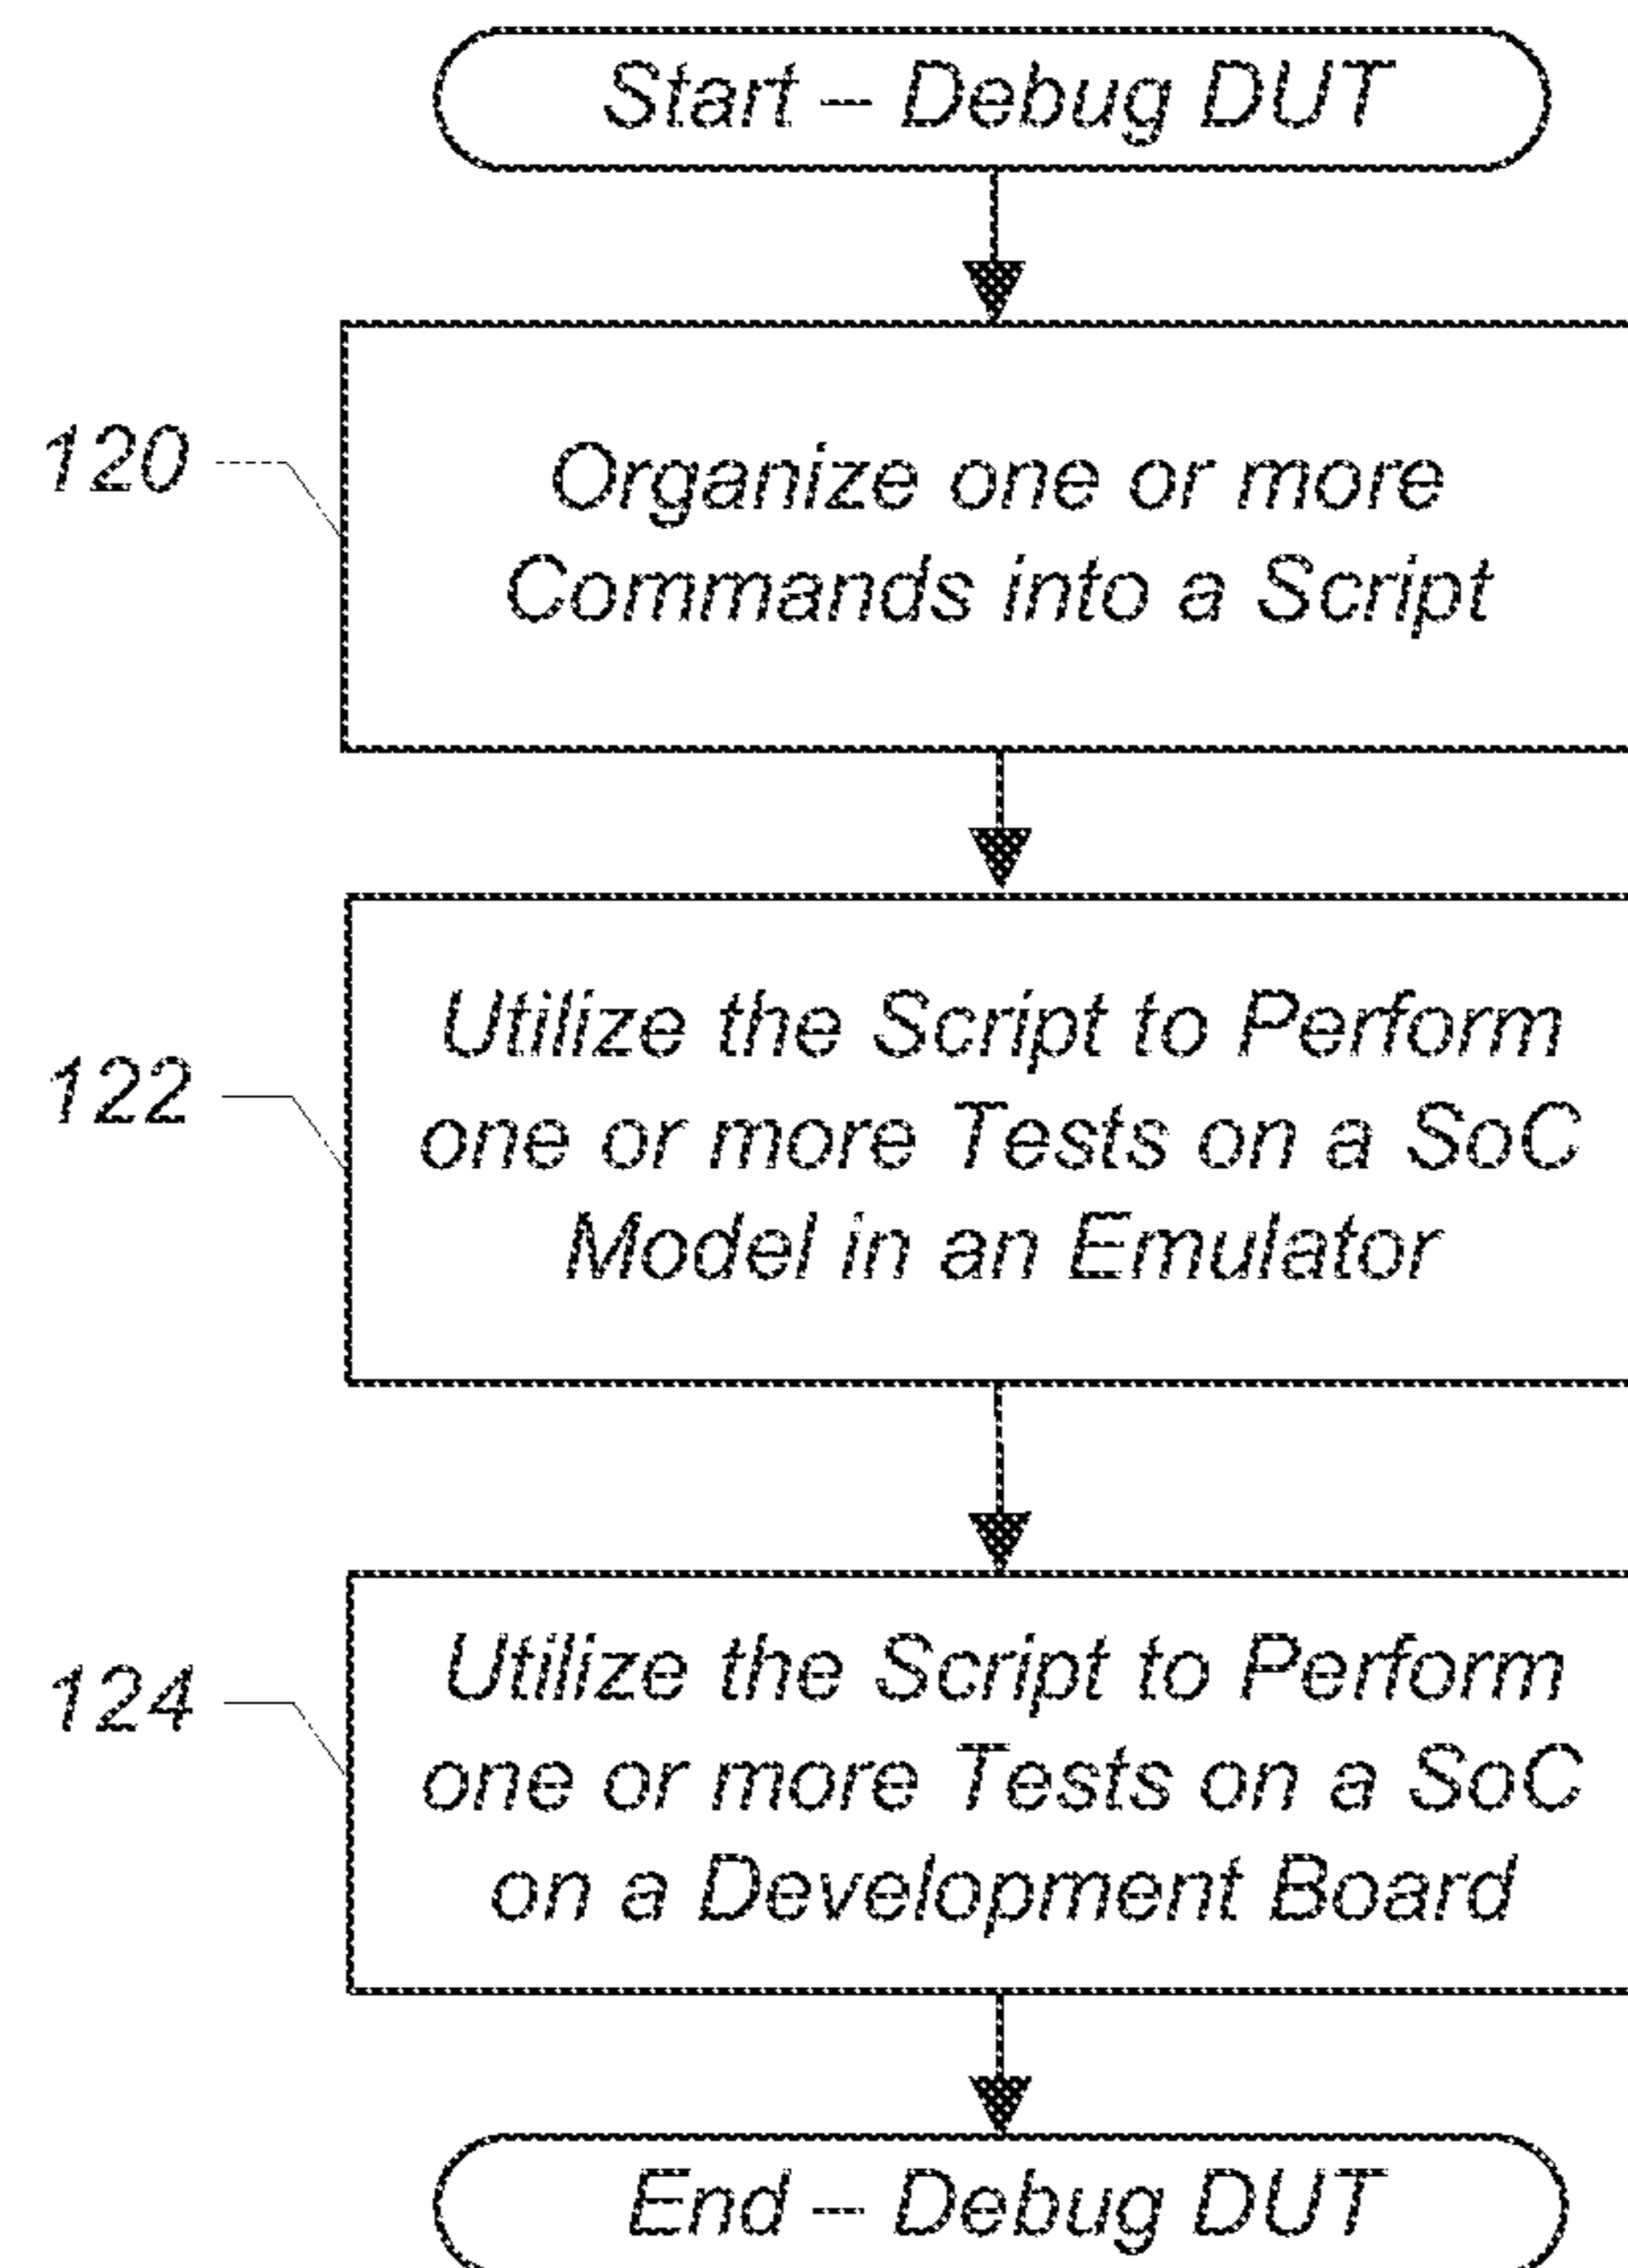 Start – Debug DUT
120
Organize one or more
Commands into a Script
122
Utilize the Script to Perform
one or more Tests on a SoC
Model in an Emulator
124
Utilize the Script to Perform
one or more Tests on a SoC
on a Development Board
End – Debug DUT